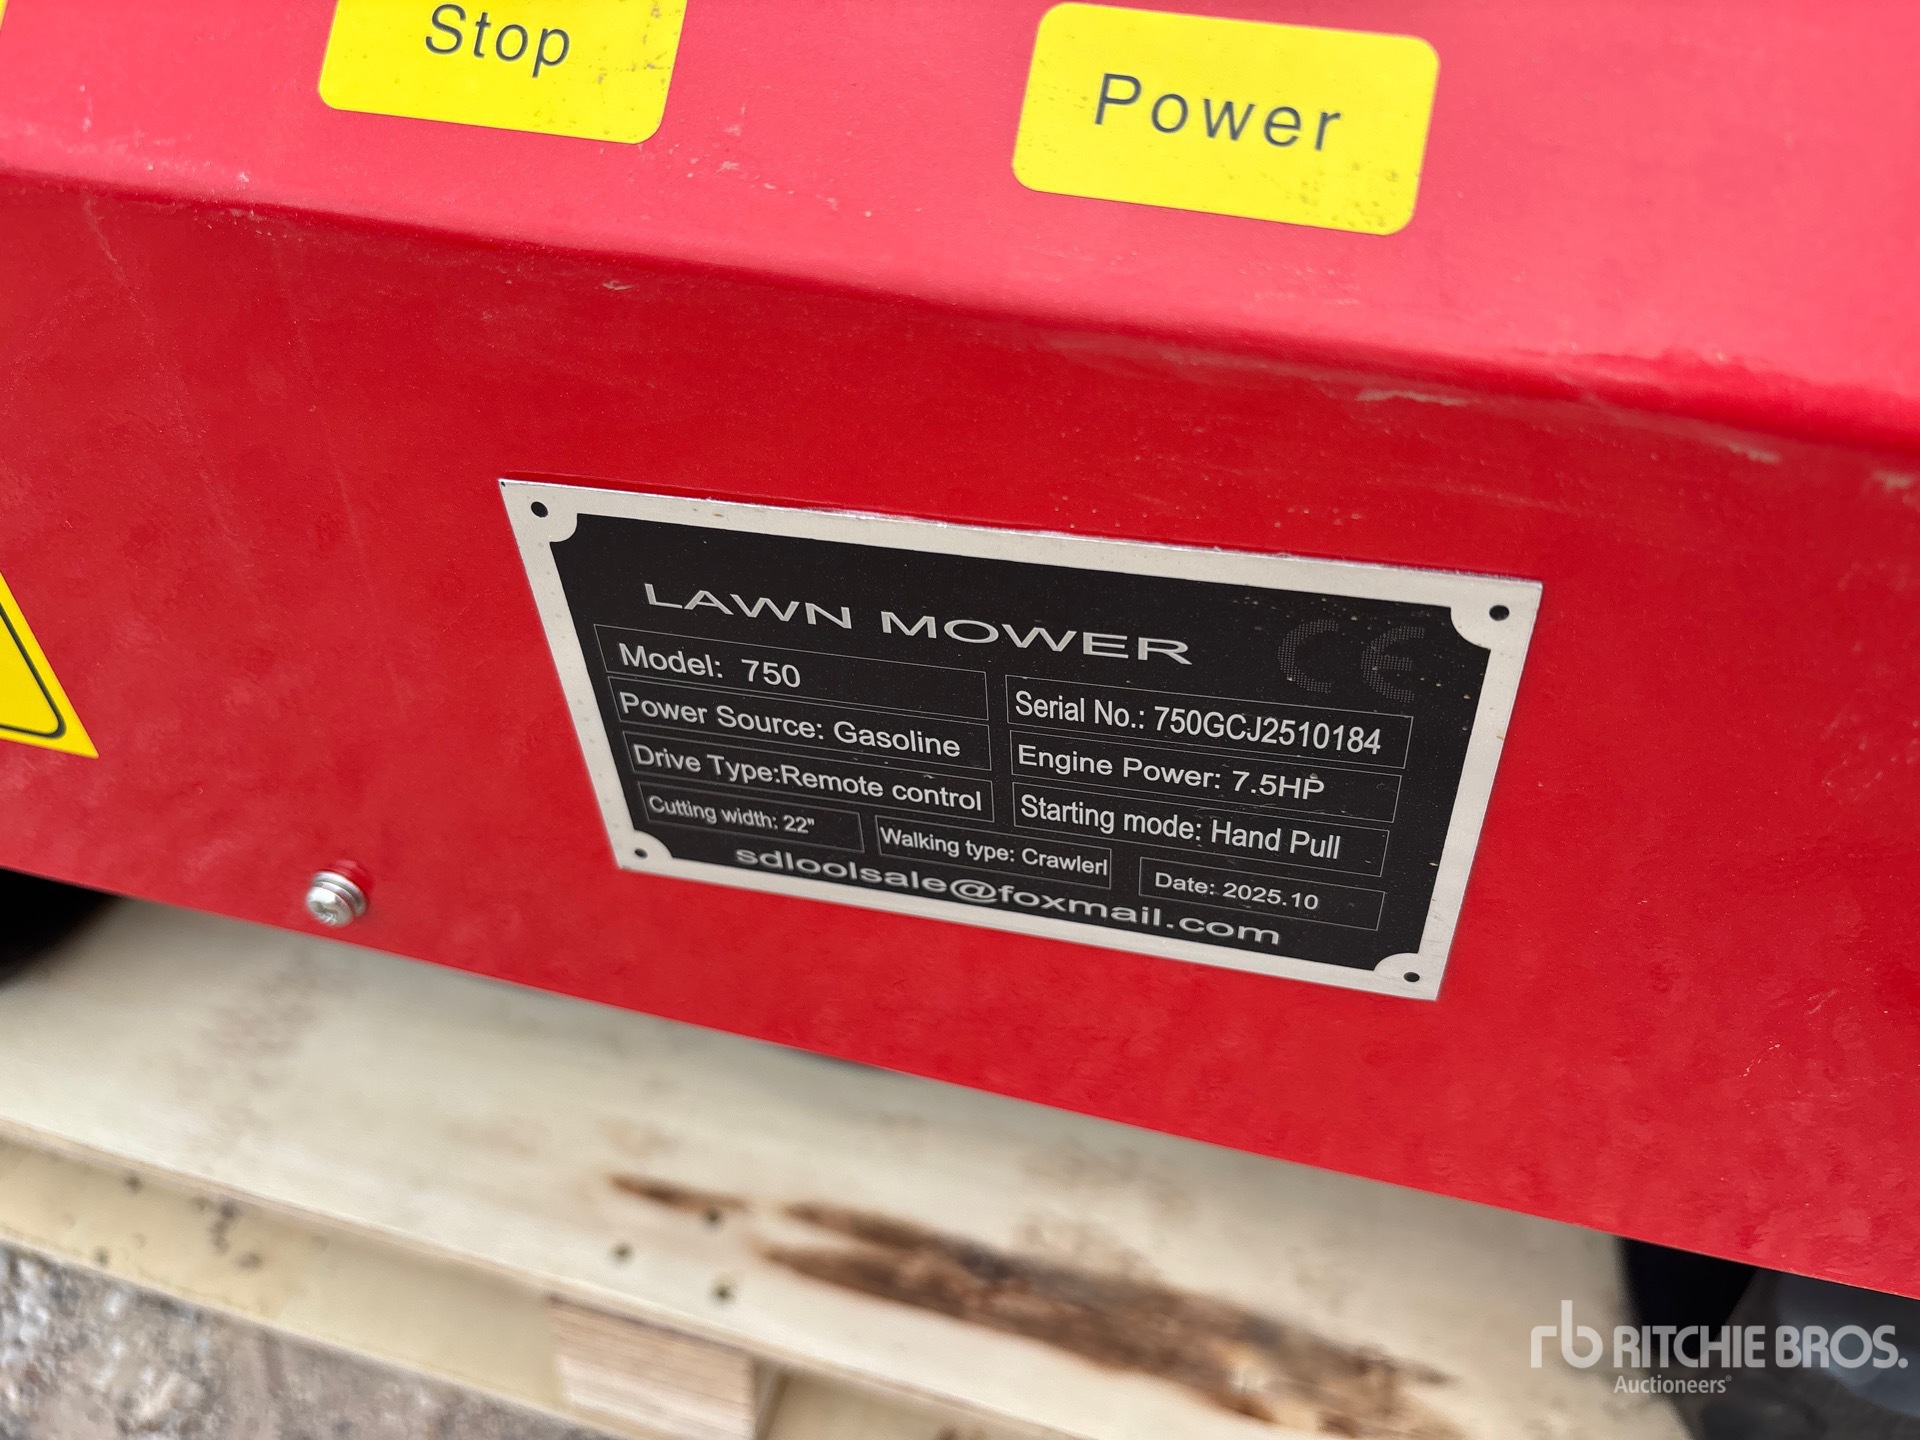 Stop
Power
LAWN MOWER
CE
Model: 750
Serial No.: 750GCJ2510184
Power Source: Gasoline
Engine Power: 7.5HP
Drive Type:Remote control
Starting mode: Hand Pull
Cutting width: 22"
Walking type: Crawlerl
Date: 2025.10
sdloolsale@foxmail.com
rb RITCHIE BROS.
Auctioneers